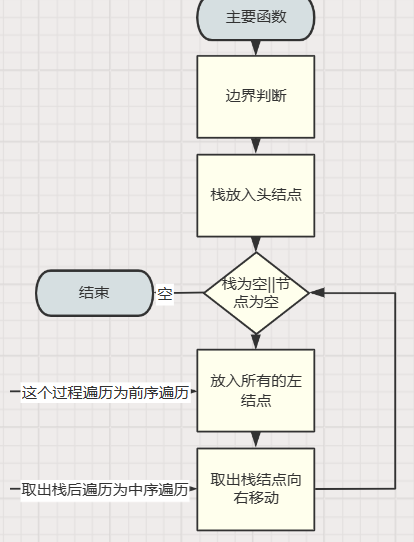 主要函数
边界判断
栈放入头结点
栈为空||节
点为空
空
结束
放入所有的左
结点
这个过程遍历为前序遍历
取出栈结点向
右移动
取出栈后遍历为中序遍历